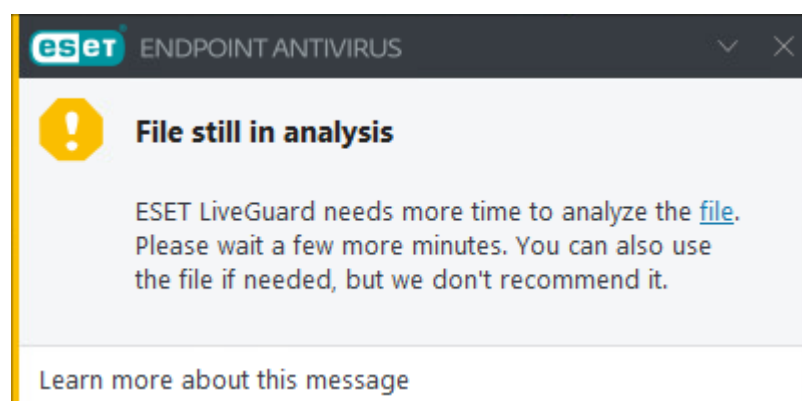 eset ENDPOINT ANTIVIRUS
File still in analysis
ESET LiveGuard needs more time to analyze the file.
Please wait a few more minutes. You can also use
the file if needed, but we don't recommend it.
Learn more about this message